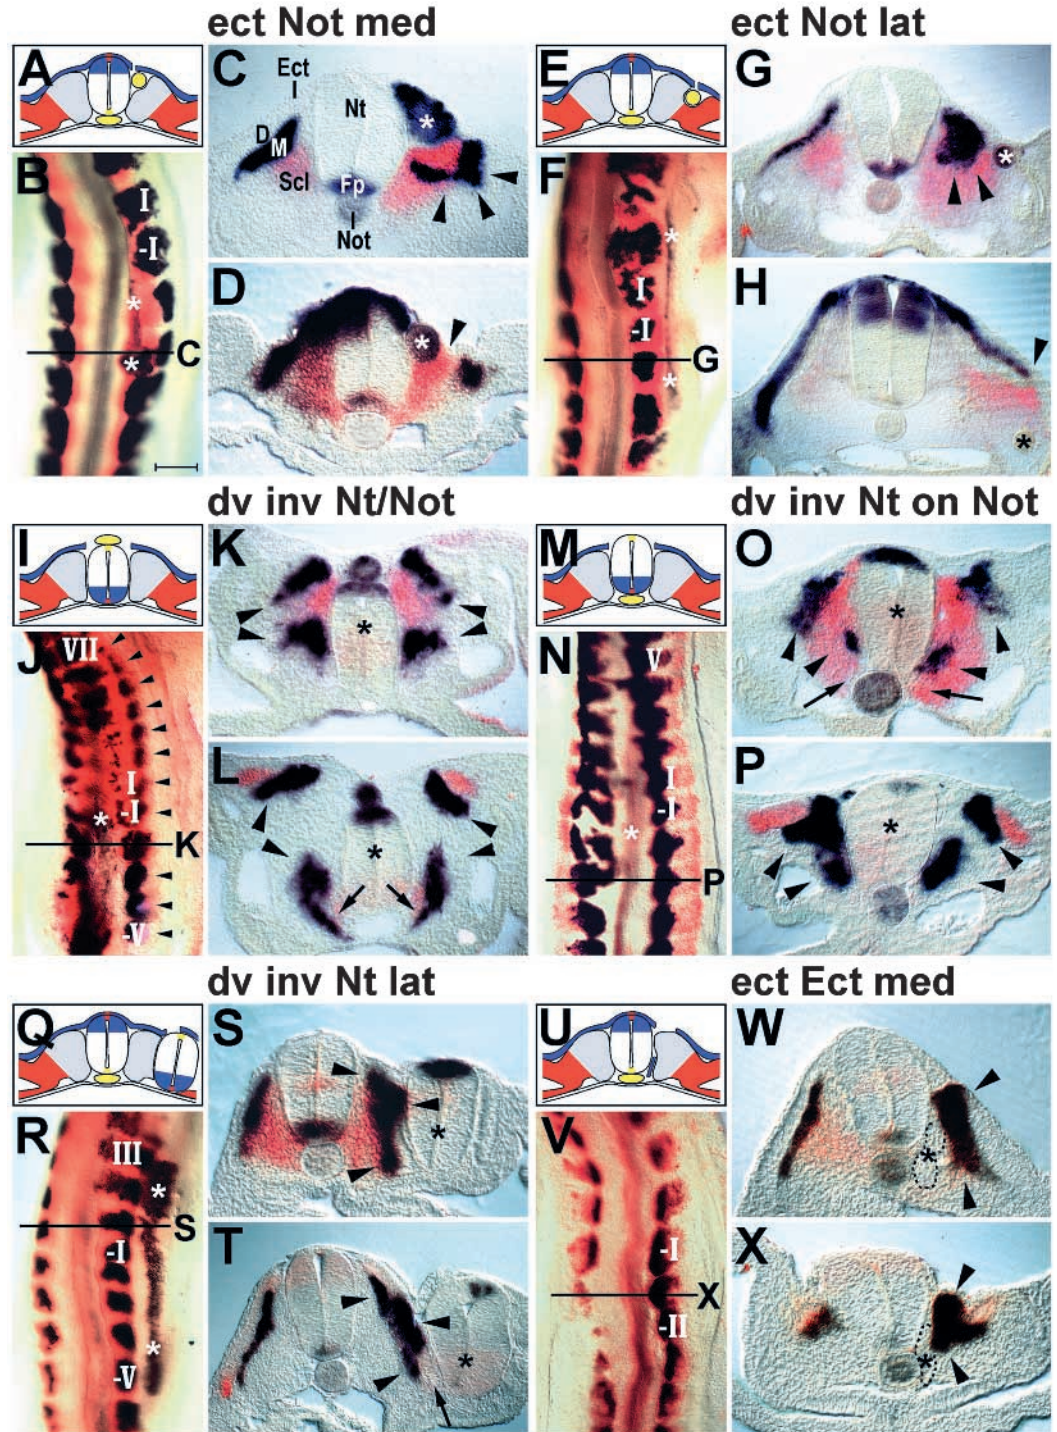 ect Not med
ect Not lat
A
C
Ect
Nt
*
D
M
Scl
Fp
Not
E
G
*
B
I
-I
*
*
C
F
*
I
-I
G
*
D
*
H
*
dv inv Nt/Not
dv inv Nt on Not
I
K
*
M
O
*
J
VII
I
-I
*
K
-V
N
V
I
-I
*
P
L
*
P
*
dv inv Nt lat
ect Ect med
Q
S
*
U
W
*
R
III
*
S
-I
*
-V
V
-I
X
-II
T
*
X
*